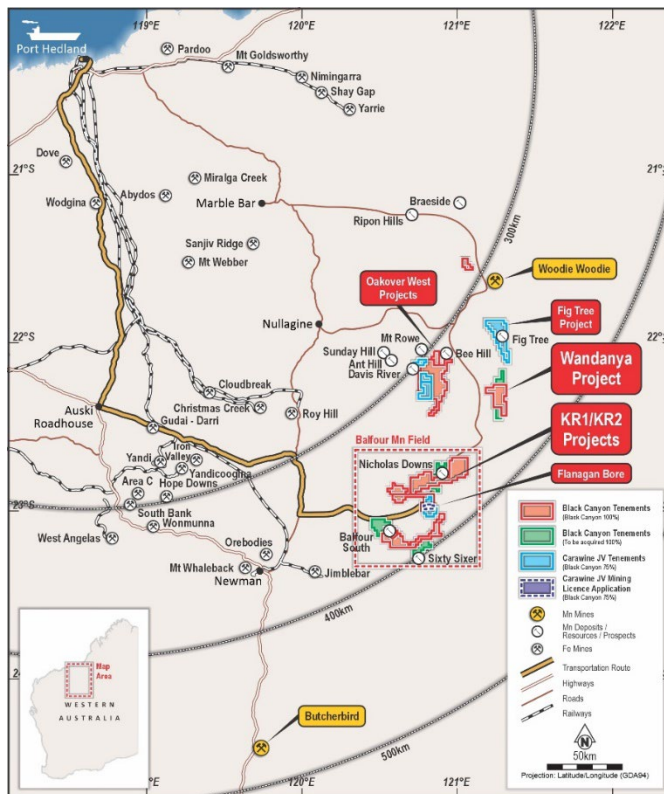 119°E
120°E
121°E
Port Hedland
Pardoo
Mt Goldsworthy
Nimingarra
Shay Gap
Yarrie
21°S
21°S
Dove
Wodgina
Abydos
Miralga Creek
Marble Bar
Braeside
Ripon Hills
300km
Sanjiv Ridge
Mt Webber
Woodie Woodie
Oakover West
Projects
Fig Tree
Project
22°S
22°S
Nullagine
Mt Rowe
Fig Tree
Sunday Hill
Ant Hill
Davis River
Bee Hill
Wandanya
Project
Cloudbreak
Christmas Creek
Roy Hill
Auski
Roadhouse
Gudai - Darri
KR1/KR2
Projects
Balfour Mn Field
Iron
Valley
Yandi
Yandicoogina
Nicholas Downs
Area C
Hope Downs
Flanagan Bore
23°S
South Bank
Wonmunna
West Angelas
Balfour
South
Orebodies
Mt Whaleback
Newman
Jimblebar
Sixty Sixer
400km
Black Canyon Tenements
(Black Canyon 100%)
Black Canyon Tenements
(To be acquired 100%)
Carawine JV Tenements
(Black Canyon 75%)
Carawine JV Mining
Licence Application
(Black Canyon 75%)
Mn Mines
Mn Deposits /
Resources / Prospects
Fe Mines
Transportation Route
Highways
Roads
Railways
N
50km
Projection: Latitude/Longitude (GDA94)
Map
Area
WESTERN
AUSTRALIA
Butcherbird
500km
119°E
120°E
121°E